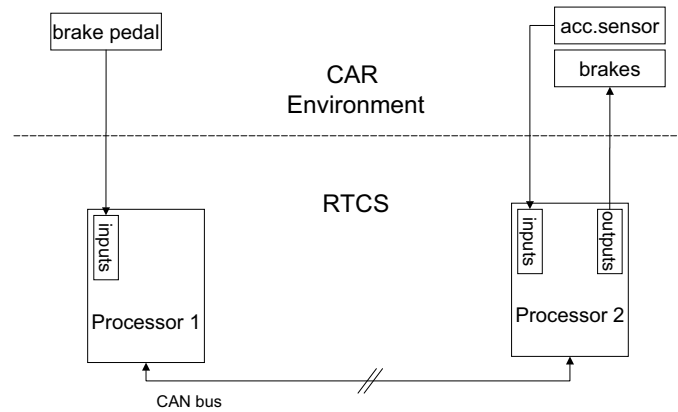 brake pedal
acc.sensor
brakes
CAR
Environment
RTCS
inputs
Processor 1
inputs
outputs
Processor 2
CAN bus